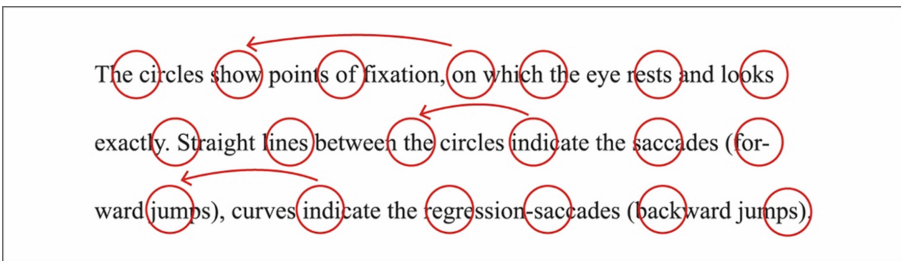 The circles show points of fixation, on which the eye rests and looks
exactly. Straight lines between the circles indicate the saccades (for-
ward jumps), curves indicate the regression-saccades (backward jumps).